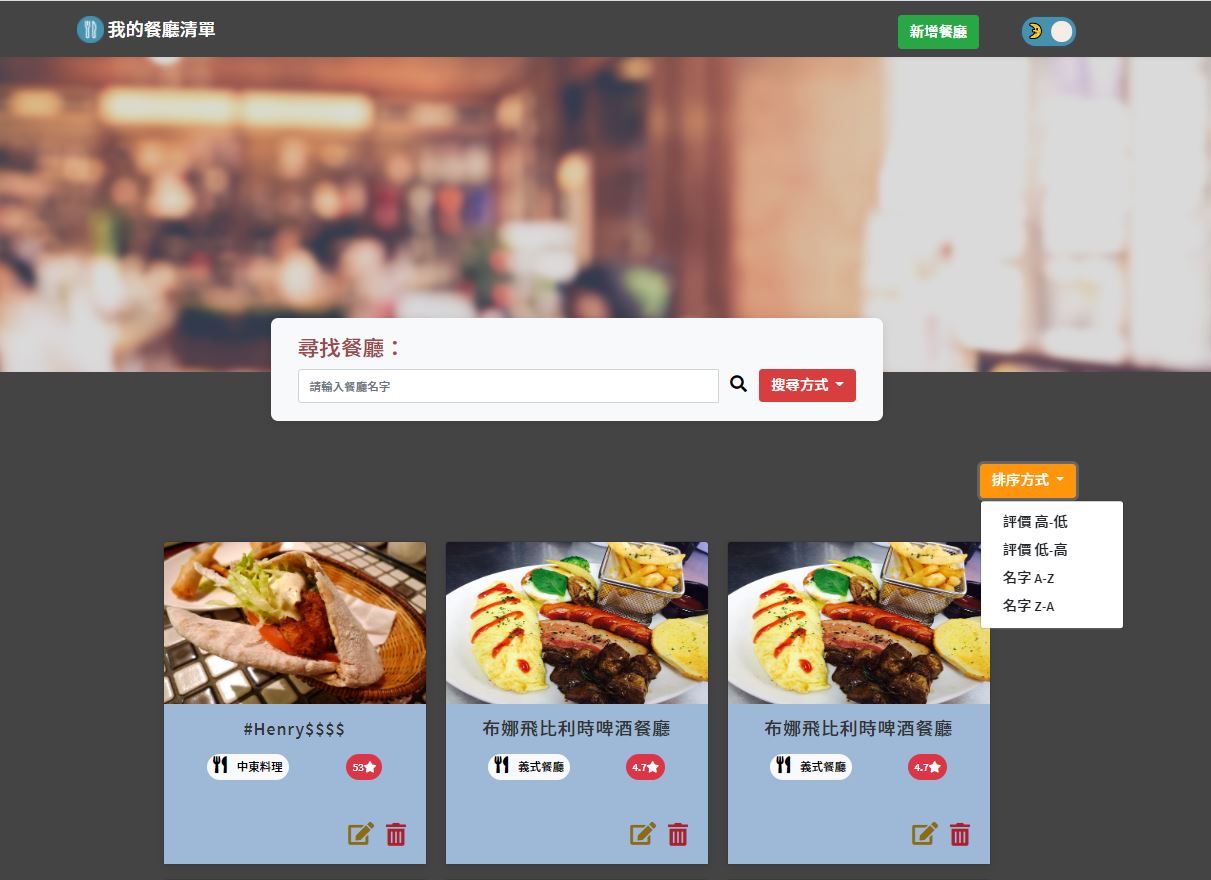 我的餐廳清單
新增餐廳
尋找餐廳：
請輸入餐廳名字
搜尋方式
排序方式
評價 高-低
評價 低-高
名字 A-Z
名字 Z-A
#Henry$$$$
中東料理
53
布娜飛比利時啤酒餐廳
義式餐廳
4.7
布娜飛比利時啤酒餐廳
義式餐廳
4.7